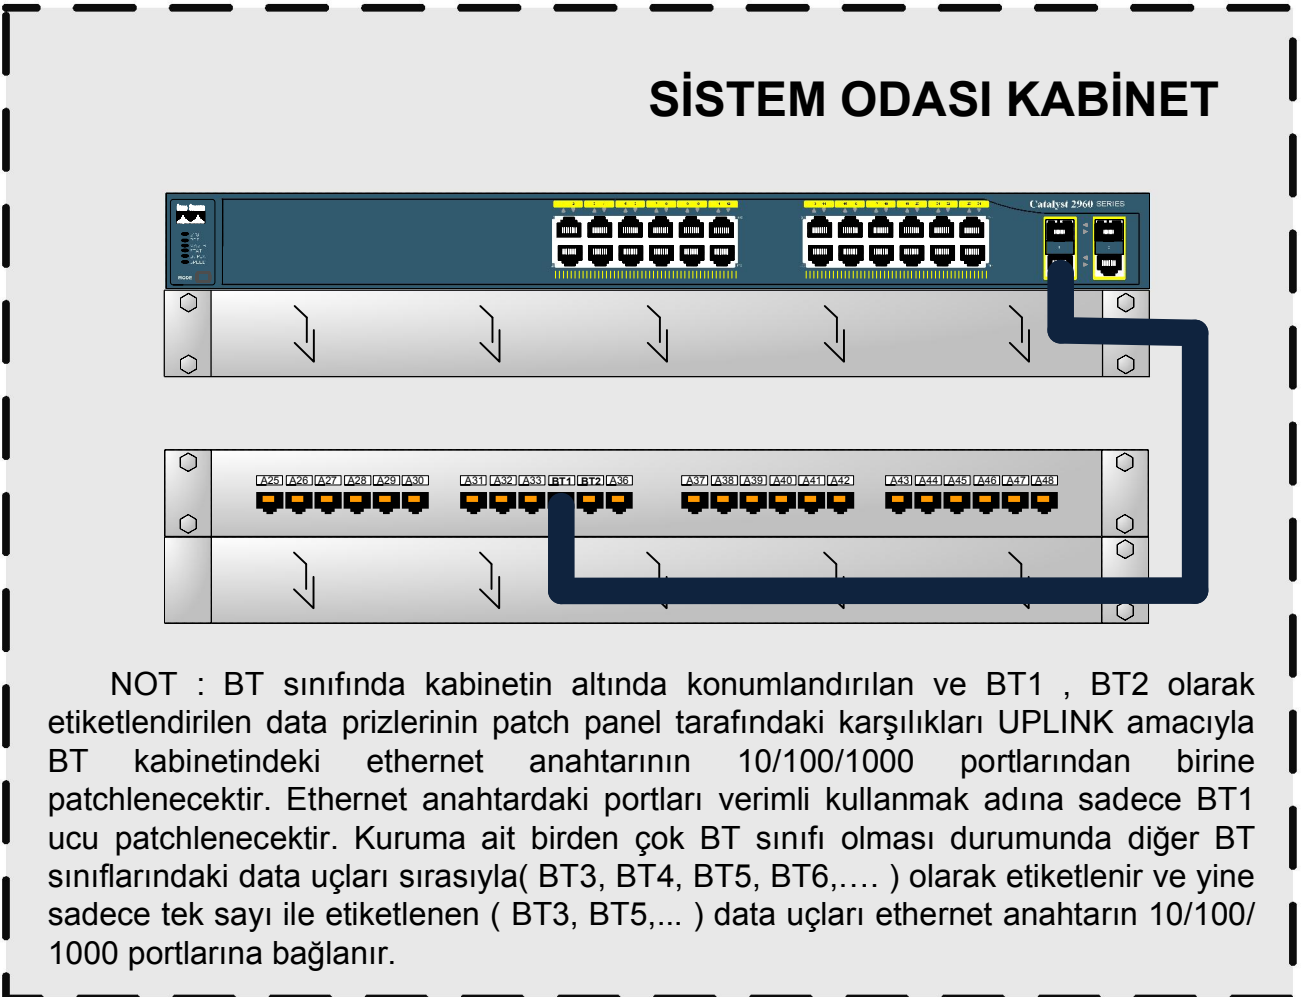 SİSTEM ODASI KABİNET
Catalyst 2960 SERIES
MODE
A25 A26 A27 A28 A29 A30 A31 A32 A33 BT1 BT2 A36 A37 A38 A39 A40 A41 A42 A43 A44 A45 A46 A47 A48
NOT : BT sınıfında kabinetin altında konumlandırılan ve BT1 , BT2 olarak
etiketlendirilen data prizlerinin patch panel tarafındaki karşılıkları UPLINK amacıyla
BT kabinetindeki ethernet anahtarının 10/100/1000 portlarından birine
patchlenecektir. Ethernet anahtardaki portları verimli kullanmak adına sadece BT1
ucu patchlenecektir. Kuruma ait birden çok BT sınıfı olması durumunda diğer BT
sınıflarındaki data uçları sırasıyla( BT3, BT4, BT5, BT6,.... ) olarak etiketlenir ve yine
sadece tek sayı ile etiketlenen ( BT3, BT5,... ) data uçları ethernet anahtarın 10/100/
1000 portlarına bağlanır.